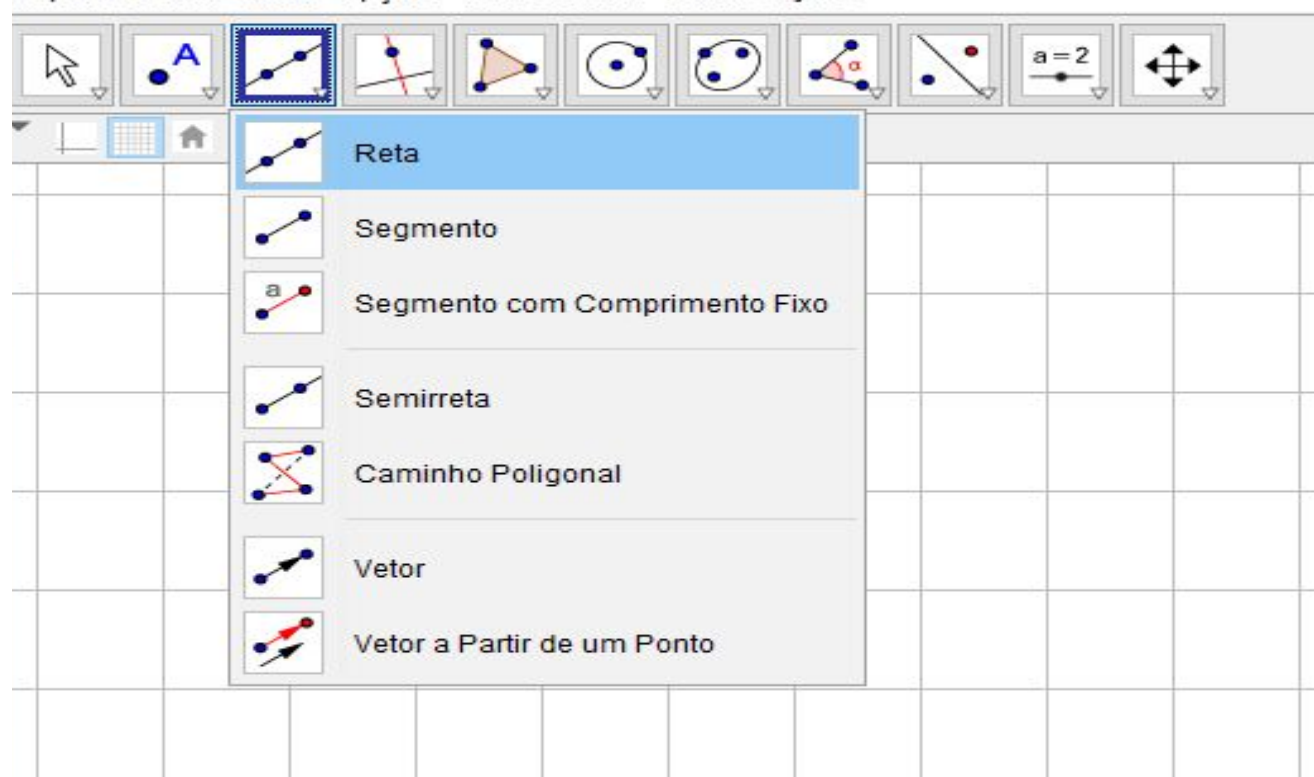 A
α
a = 2
Reta
Segmento
a
Segmento com Comprimento Fixo
Semirreta
Caminho Poligonal
Vetor
Vetor a Partir de um Ponto